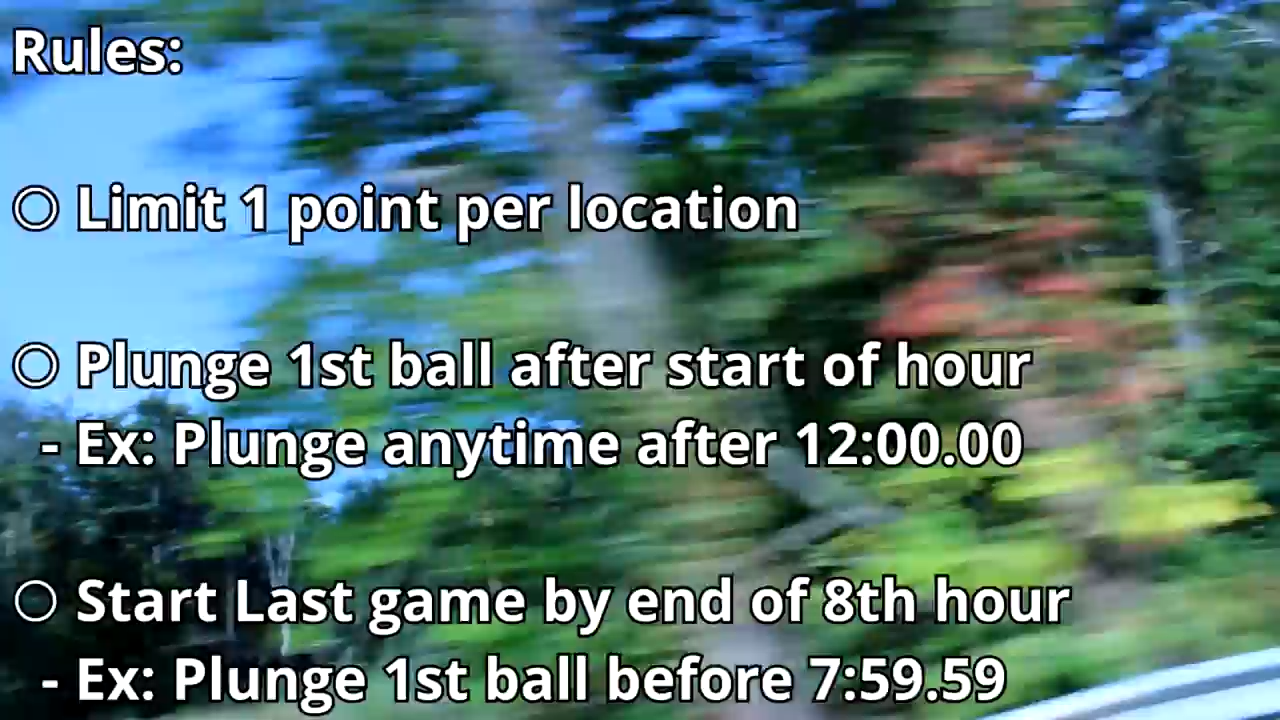 Rules:
○ Limit 1 point per location
○ Plunge 1st ball after start of hour
- Ex: Plunge anytime after 12:00.00
○ Start Last game by end of 8th hour
- Ex: Plunge 1st ball before 7:59.59